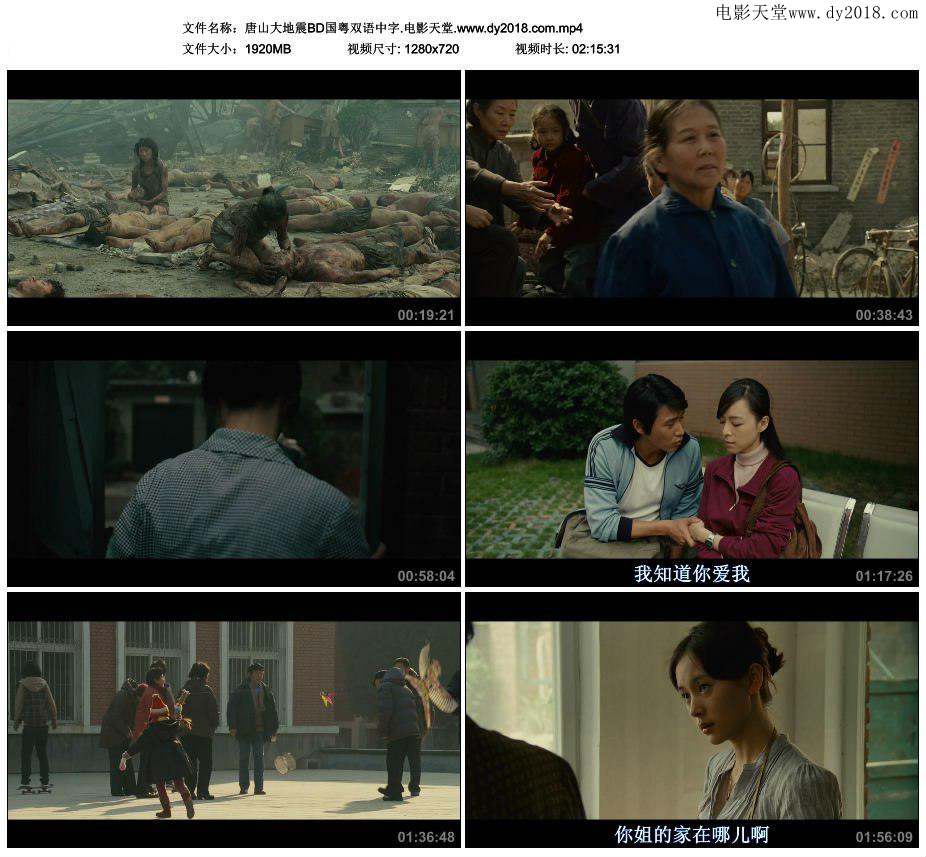 电影天堂www.dy2018.com
文件名称: 唐山大地震BD国粤双语中字.电影天堂.www.dy2018.com.mp4
文件大小: 1920MB 视频尺寸: 1280x720 视频时长: 02:15:31
00:19:21
00:38:43
00:58:04
我知道你爱我
01:17:26
01:36:48
你姐的家在哪儿啊
01:56:09